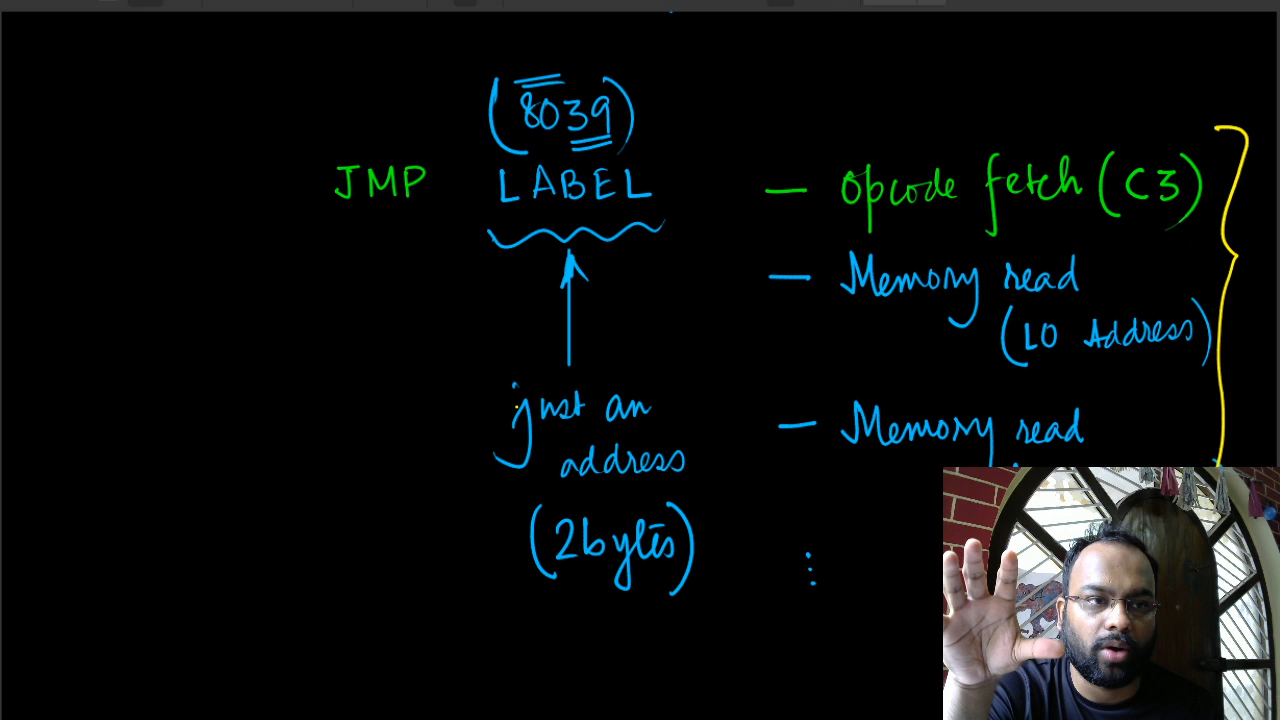 (8039)
JMP LABEL — Opcode fetch (C3)
— Memory read
(LO Address)
just an
address
— Memory read
(2bytes)